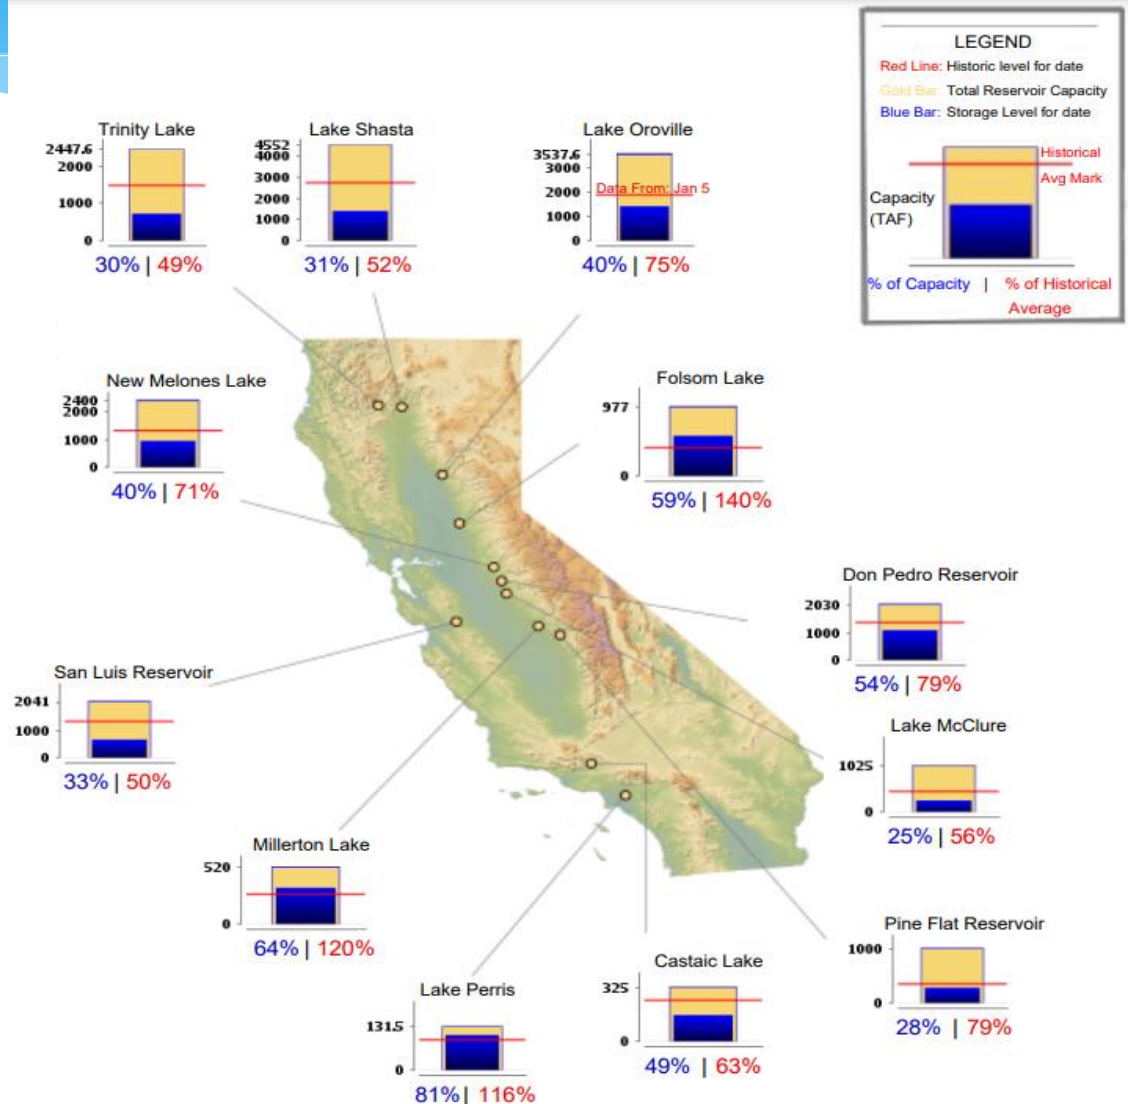 LEGEND
Red Line: Historic level for date
Gold Bar: Total Reservoir Capacity
Blue Bar: Storage Level for date
Historical
Avg Mark
Capacity
(TAF)
% of Capacity | % of Historical
Average
Trinity Lake
2447.6
2000
1000
0
30% | 49%
Lake Shasta
4552
4000
3000
2000
1000
0
31% | 52%
Lake Oroville
3537.6
3000
2000
1000
0
Data From: Jan 5
40% | 75%
New Melones Lake
2400
2000
1000
0
40% | 71%
Folsom Lake
977
0
59% | 140%
Don Pedro Reservoir
2030
1000
0
54% | 79%
San Luis Reservoir
2041
1000
0
33% | 50%
Lake McClure
1025
0
25% | 56%
Millerton Lake
520
0
64% | 120%
Pine Flat Reservoir
1000
0
28% | 79%
Castaic Lake
325
0
49% | 63%
Lake Perris
131.5
0
81% | 116%